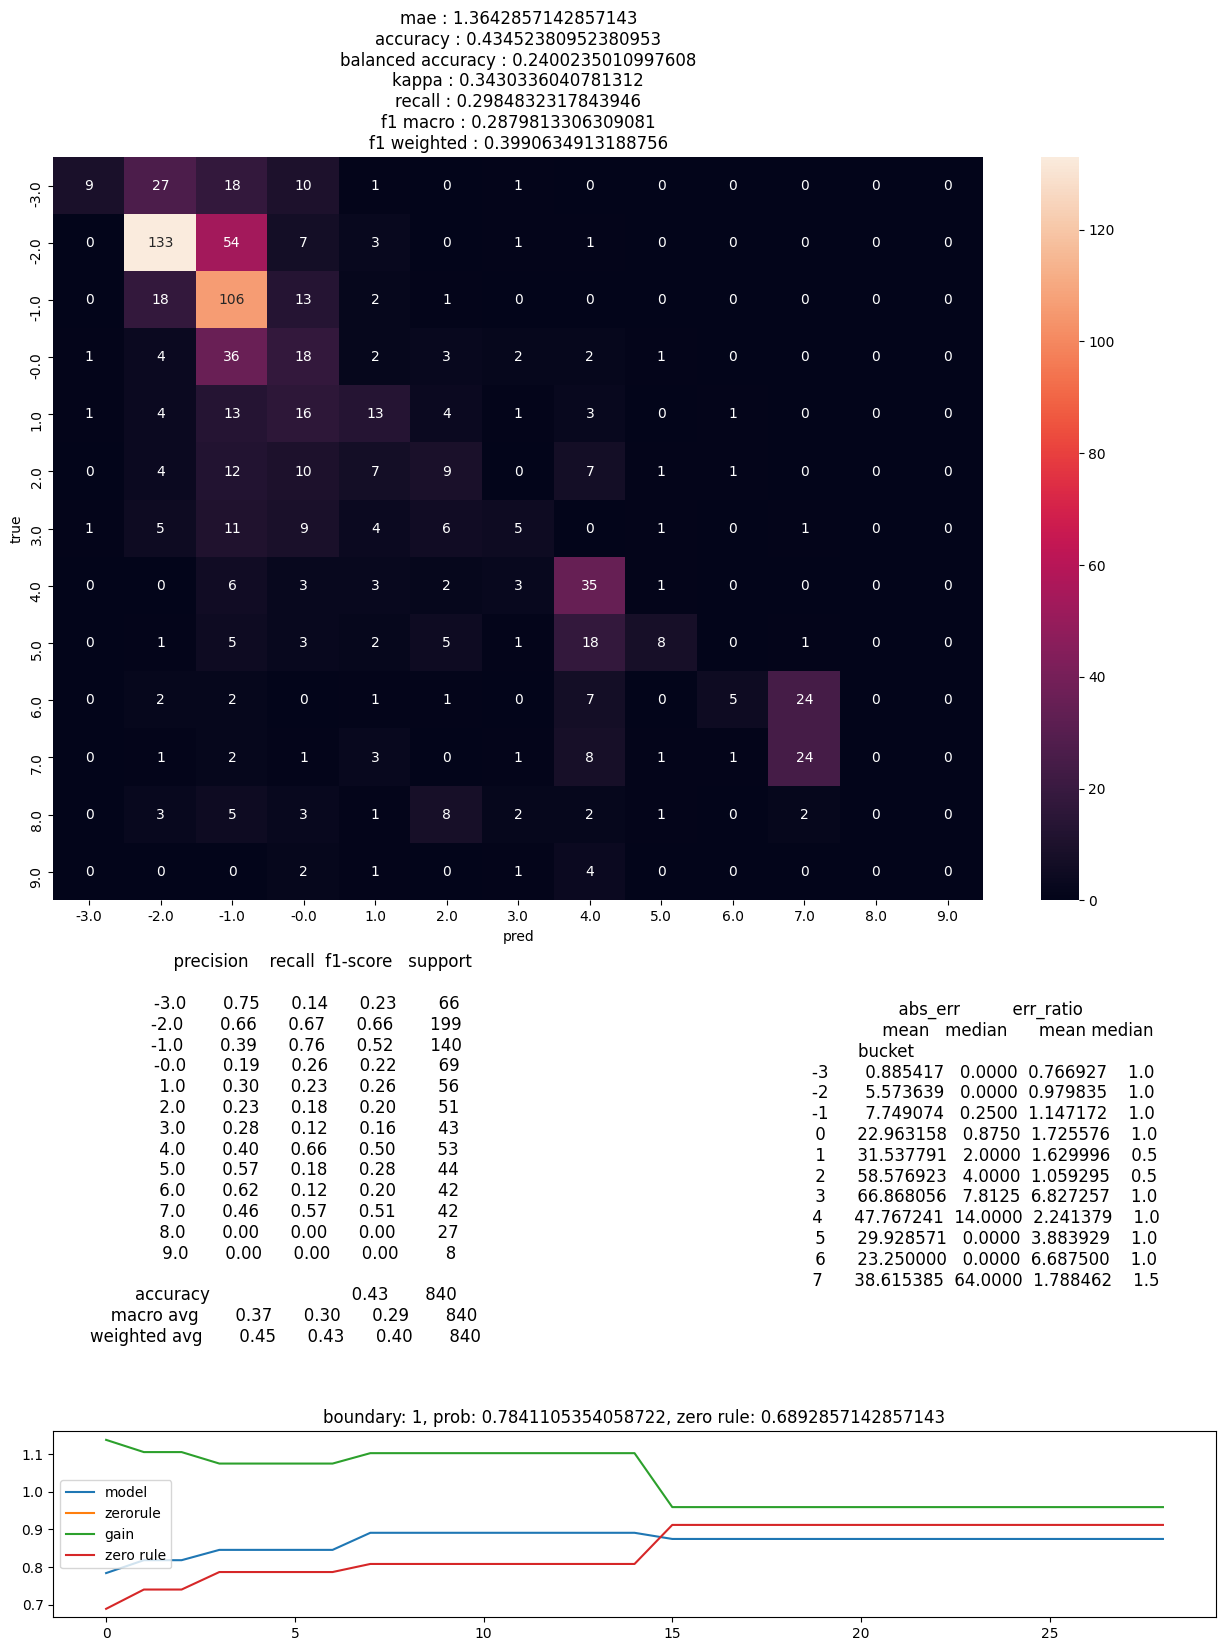 mae : 1.3642857142857143
accuracy : 0.43452380952380953
balanced accuracy : 0.2400235010997608
kappa : 0.3430336040781312
recall : 0.2984832317843946
f1 macro : 0.2879813306309081
f1 weighted : 0.3990634913188756
-3.0 9 27 18 10 1 0 1 0 0 0 0 0 0
-2.0 0 133 54 7 3 0 1 1 0 0 0 0 0
-1.0 0 18 106 13 2 1 0 0 0 0 0 0 0
-0.0 1 4 36 18 2 3 2 2 1 0 0 0 0
1.0 1 4 13 16 13 4 1 3 0 1 0 0 0
2.0 0 4 12 10 7 9 0 7 1 1 0 0 0
3.0 1 5 11 9 4 6 5 0 1 0 1 0 0
4.0 0 0 6 3 3 2 3 35 1 0 0 0 0
5.0 0 1 5 3 2 5 1 18 8 0 1 0 0
6.0 0 2 2 0 1 1 0 7 0 5 24 0 0
7.0 0 1 2 1 3 0 1 8 1 1 24 0 0
8.0 0 3 5 3 1 8 2 2 1 0 2 0 0
9.0 0 0 0 2 1 0 1 4 0 0 0 0 0
true
-3.0 -2.0 -1.0 -0.0 1.0 2.0 3.0 4.0 5.0 6.0 7.0 8.0 9.0
pred
120
100
80
60
40
20
0
precision recall f1-score support
-3.0 0.75 0.14 0.23 66
-2.0 0.66 0.67 0.66 199
-1.0 0.39 0.76 0.52 140
-0.0 0.19 0.26 0.22 69
1.0 0.30 0.23 0.26 56
2.0 0.23 0.18 0.20 51
3.0 0.28 0.12 0.16 43
4.0 0.40 0.66 0.50 53
5.0 0.57 0.18 0.28 44
6.0 0.62 0.12 0.20 42
7.0 0.46 0.57 0.51 42
8.0 0.00 0.00 0.00 27
9.0 0.00 0.00 0.00 8
accuracy 0.43 840
macro avg 0.37 0.30 0.29 840
weighted avg 0.45 0.43 0.40 840
abs_err err_ratio
mean median mean median
bucket
-3 0.885417 0.0000 0.766927 1.0
-2 5.573639 0.0000 0.979835 1.0
-1 7.749074 0.2500 1.147172 1.0
0 22.963158 0.8750 1.725576 1.0
1 31.537791 2.0000 1.629996 0.5
2 58.576923 4.0000 1.059295 0.5
3 66.868056 7.8125 6.827257 1.0
4 47.767241 14.0000 2.241379 1.0
5 29.928571 0.0000 3.883929 1.0
6 23.250000 0.0000 6.687500 1.0
7 38.615385 64.0000 1.788462 1.5
boundary: 1, prob: 0.7841105354058722, zero rule: 0.6892857142857143
1.1
1.0
0.9
0.8
0.7
model
zerorule
gain
zero rule
0 5 10 15 20 25